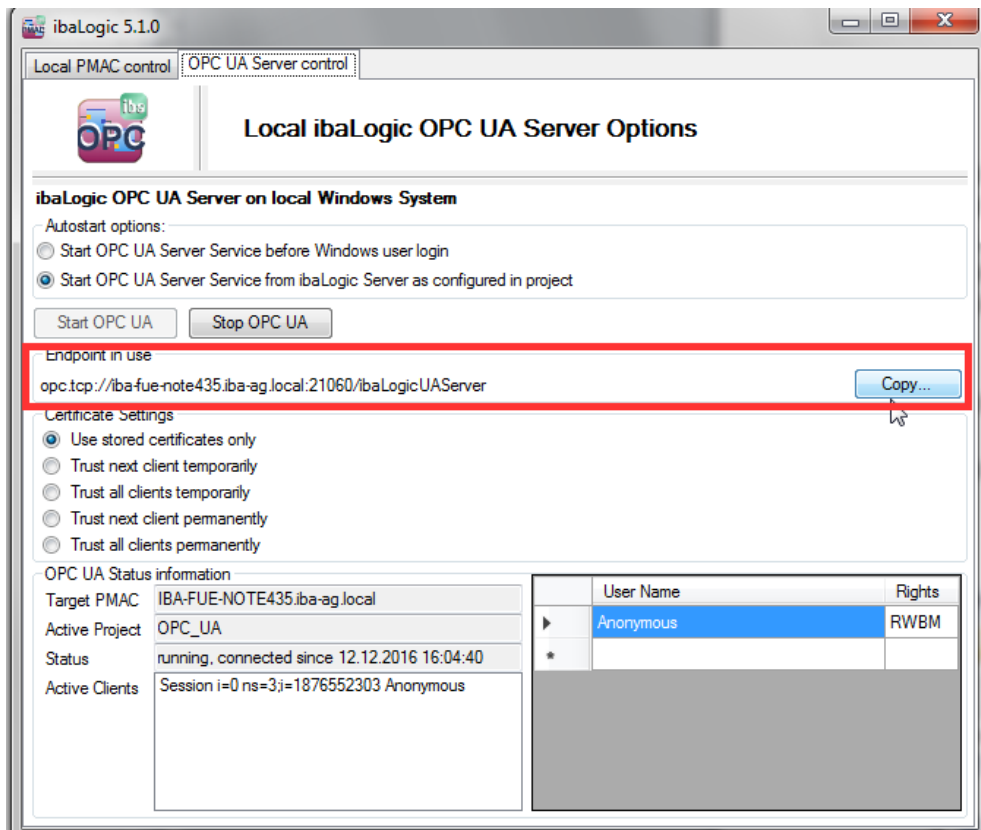 ibaLogic 5.1.0
Local PMAC control OPC UA Server control
iba
OPC
Local ibaLogic OPC UA Server Options
ibaLogic OPC UA Server on local Windows System
Autostart options:
Start OPC UA Server Service before Windows user login
Start OPC UA Server Service from ibaLogic Server as configured in project
Start OPC UA Stop OPC UA
Endpoint in use
opc.tcp://iba-fue-note435.iba-ag.local:21060/ibaLogicUAServer Copy...
Certificate Settings
Use stored certificates only
Trust next client temporarily
Trust all clients temporarily
Trust next client permanently
Trust all clients permanently
OPC UA Status information
Target PMAC IBA-FUE-NOTE435.iba-ag.local
Active Project OPC_UA
Status running, connected since 12.12.2016 16:04:40
Active Clients Session i=0 ns=3;i=1876552303 Anonymous
User Name Rights
Anonymous RWBM